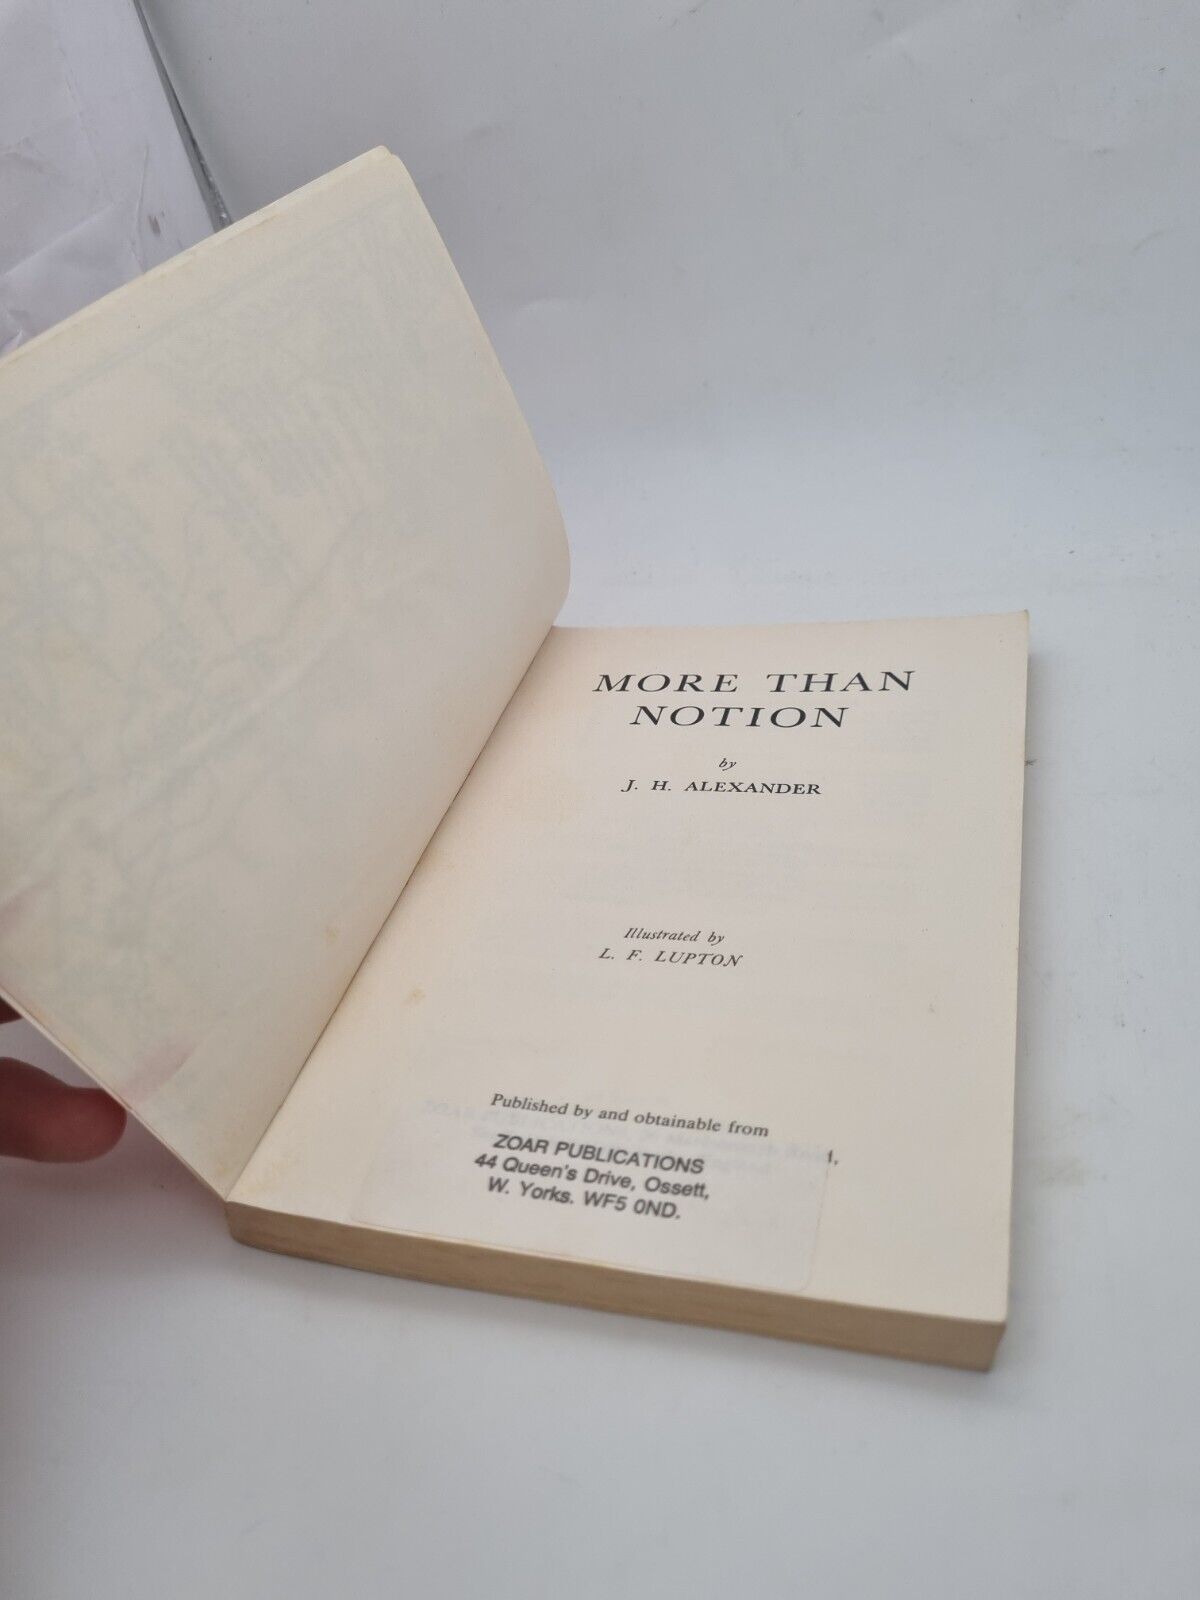 MORE THAN
NOTION
by
J. H. ALEXANDER
Illustrated by
L. F. LUPTON
Published by and obtainable from
ZOAR PUBLICATIONS
44 Queen's Drive, Ossett,
W. Yorks. WF5 0ND.